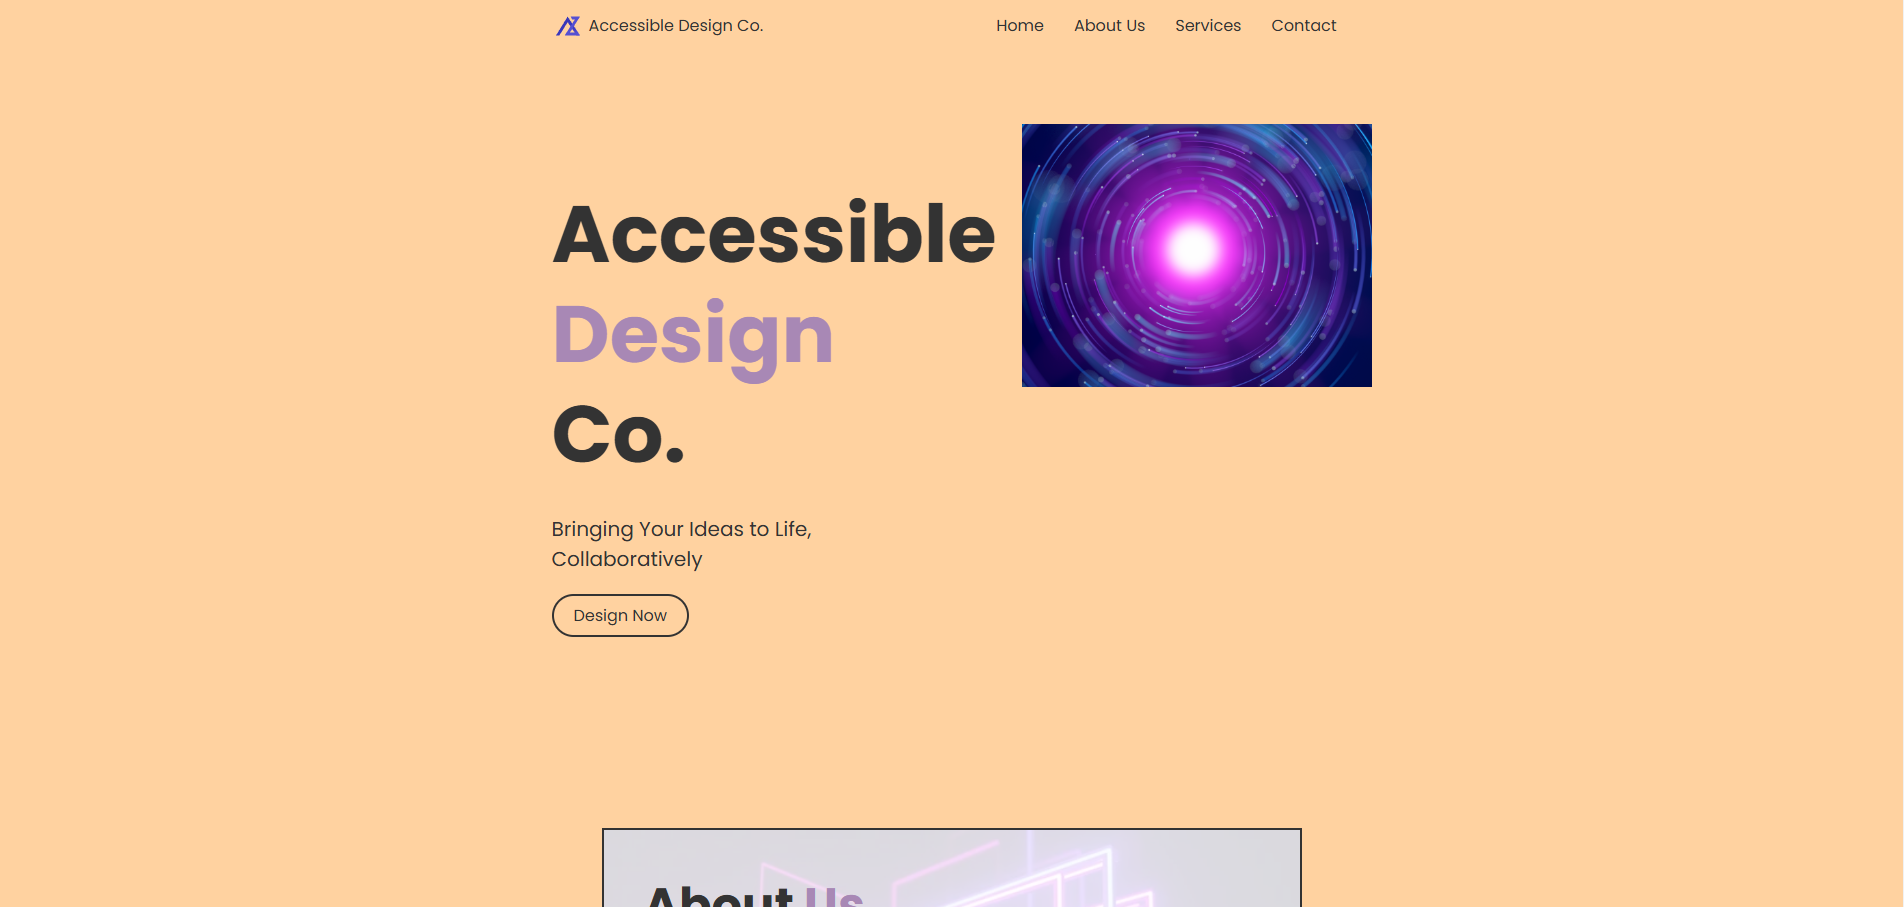 Accessible Design Co.
Home About Us Services Contact
Accessible
Design
Co.
Bringing Your Ideas to Life,
Collaboratively
Design Now
About Us